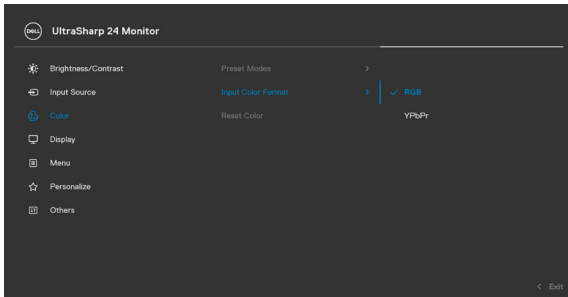 DELL
UltraSharp 24 Monitor
Brightness/Contrast
Preset Modes >
Input Source
Input Color Format >
✓ RGB
Color
Reset Color
YPbPr
Display
Menu
Personalize
Others
< Exit